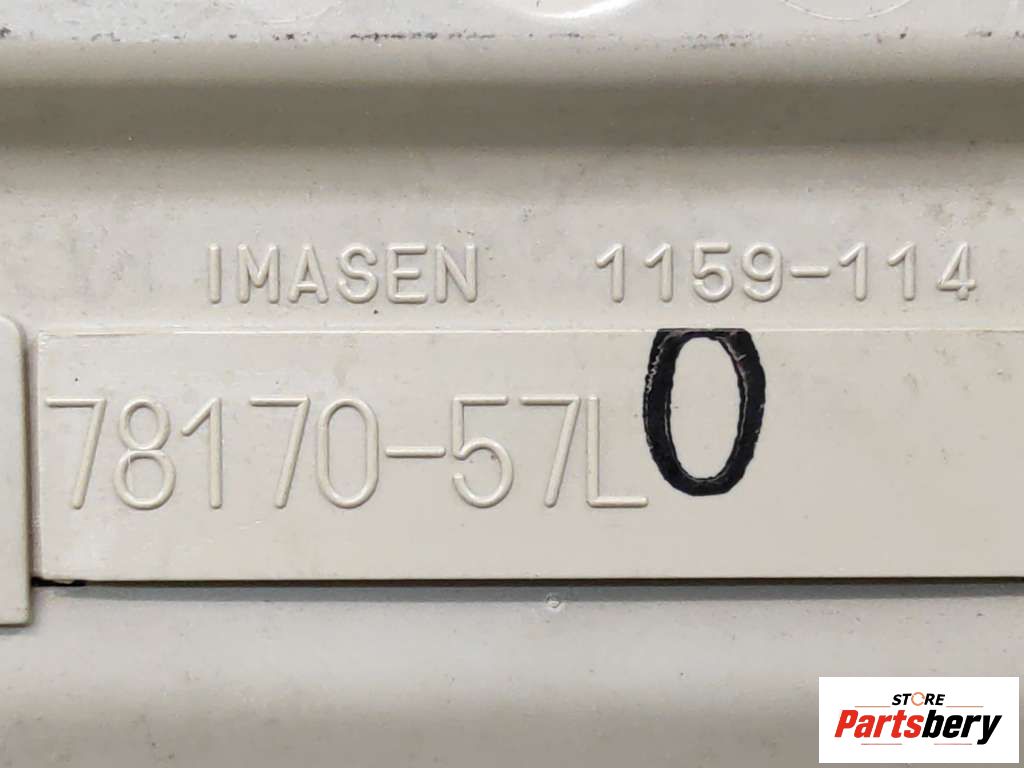 IMASEN 1159-114
78170-57L0
STORE
Partsbery